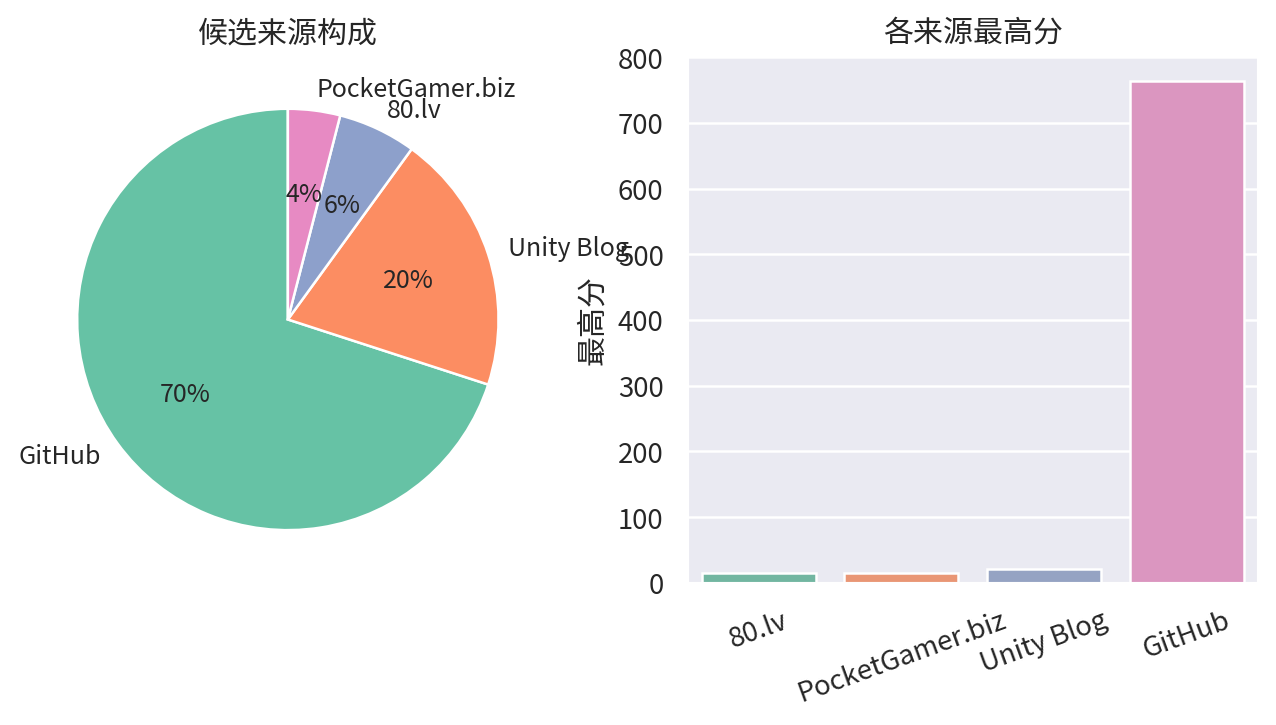 候选来源构成
PocketGamer.biz
80.lv
4%
6%
Unity Blog
20%
70%
GitHub
各来源最高分
最高分
800
700
600
500
400
300
200
100
0
80.lv
PocketGamer.biz
Unity Blog
GitHub